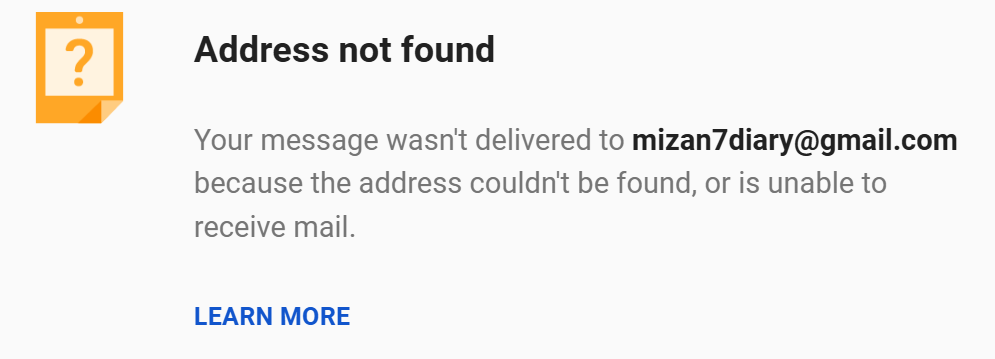 Address not found
Your message wasn't delivered to mizan7diary@gmail.com
because the address couldn't be found, or is unable to
receive mail.
LEARN MORE